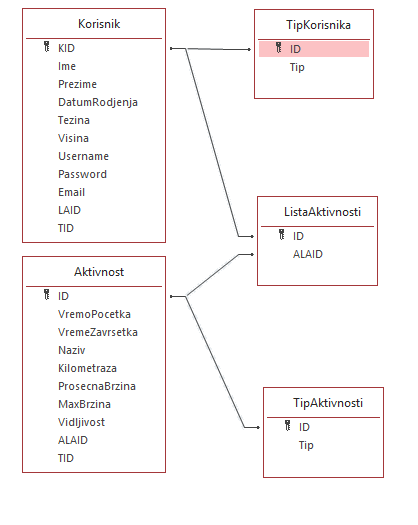 Korisnik
KID
Ime
Prezime
DatumRodjenja
Tezina
Visina
Username
Password
Email
LAID
TID
TipKorisnika
ID
Tip
ListaAktivnosti
ID
ALAID
Aktivnost
ID
VremoPocetka
VremeZavrsetka
Naziv
Kilometraza
ProsecnaBrzina
MaxBrzina
Vidljivost
ALAID
TID
TipAktivnosti
ID
Tip